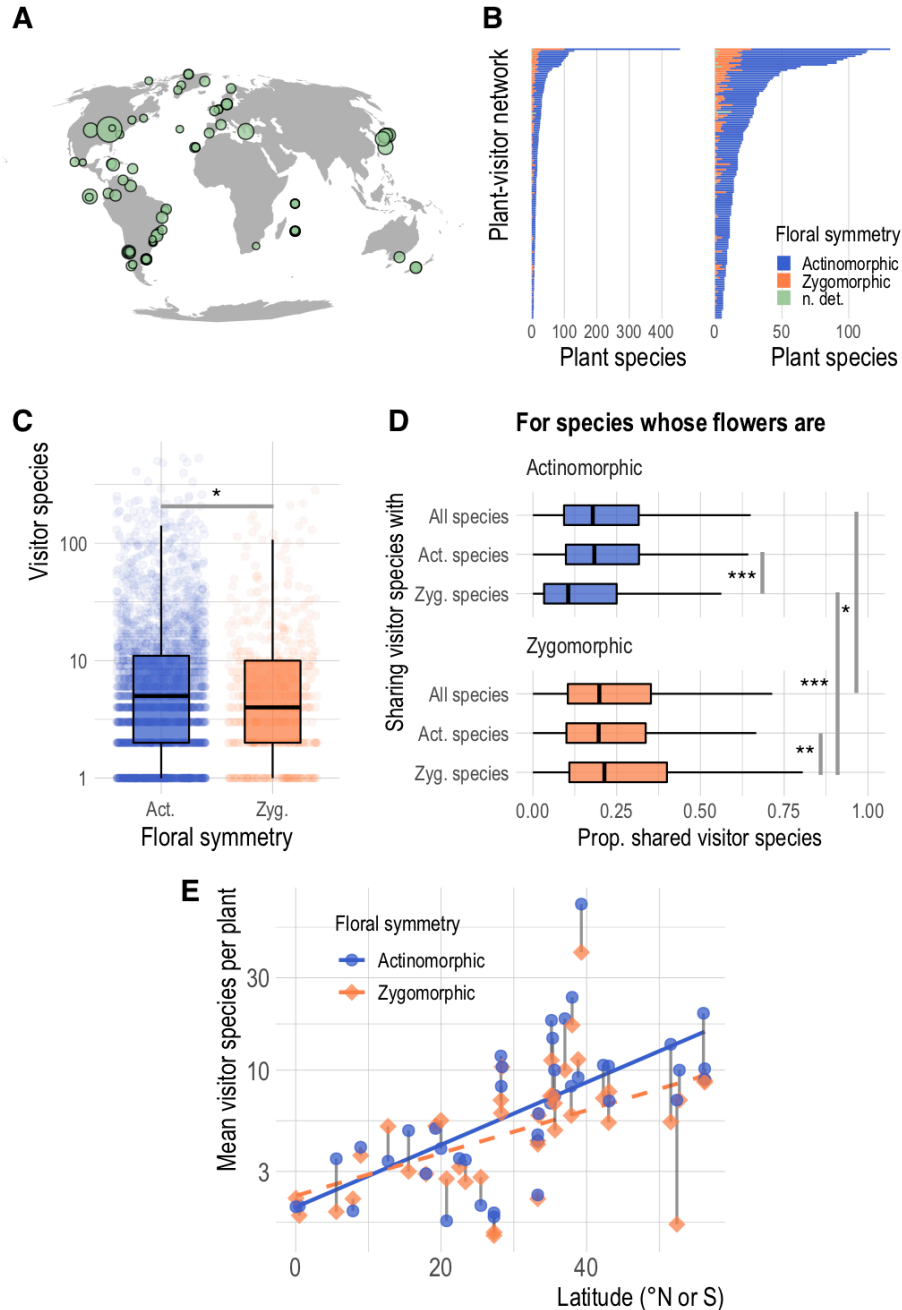 A
B
Plant-visitor network
Floral symmetry
Actinomorphic
Zygomorphic
n. det.
0 100 200 300 400
0 50 100
Plant species
Plant species
C
Visitor species
*
100
10
1
Act. Zyg.
Floral symmetry
D
For species whose flowers are
Sharing visitor species with
Actinomorphic
All species
Act. species
Zyg. species
***
*
Zygomorphic
All species
Act. species
Zyg. species
***
**
0.00 0.25 0.50 0.75 1.00
Prop. shared visitor species
E
Mean visitor species per plant
Floral symmetry
Actinomorphic
Zygomorphic
30
10
3
0 20 40
Latitude (°N or S)